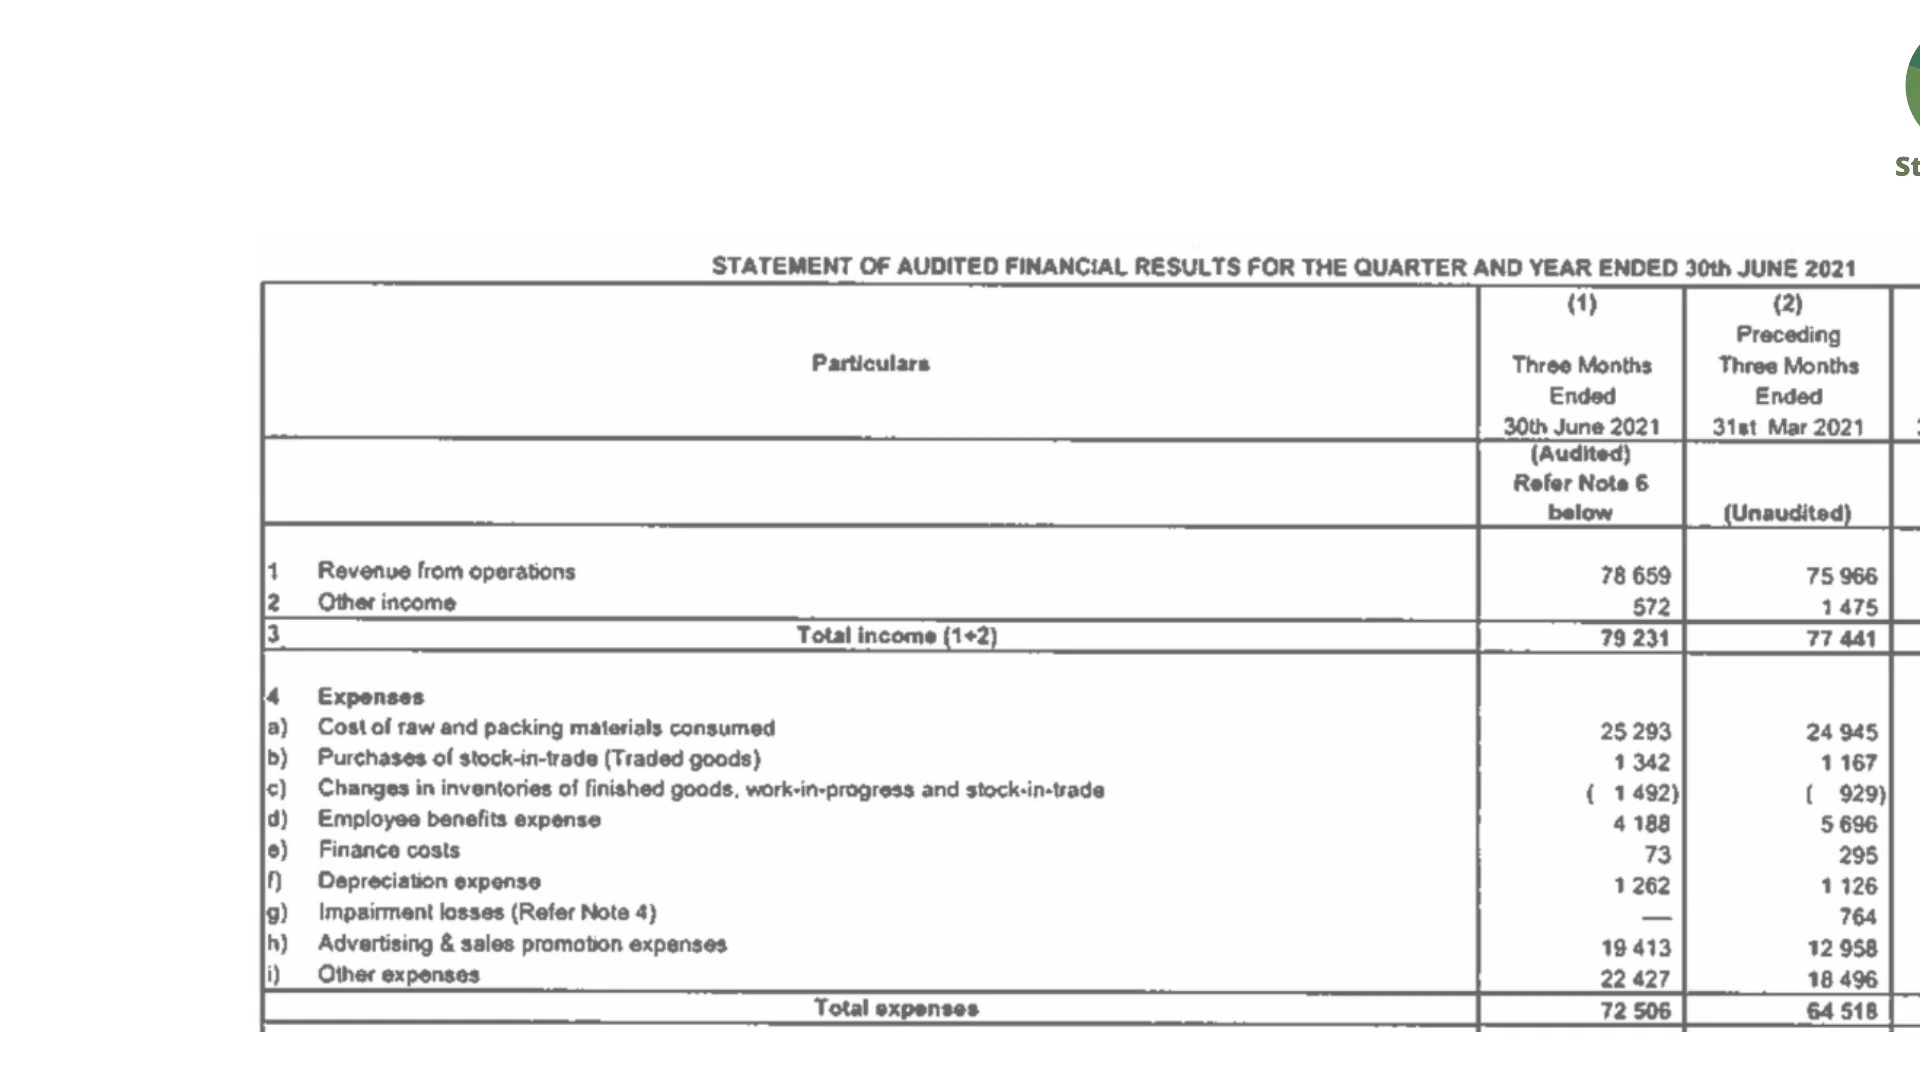 St
STATEMENT OF AUDITED FINANCIAL RESULTS FOR THE QUARTER AND YEAR ENDED 30th JUNE 2021
Particulars
(1)
Three Months
Ended
30th June 2021
(2)
Preceding
Three Months
Ended
31st Mar 2021
(Audited)
Refer Note 6
below
(Unaudited)
1 Revenue from operations 78 659 75 966
2 Other income 572 1 475
3 Total income (1+2) 79 231 77 441
4 Expenses
a) Cost of raw and packing materials consumed 25 293 24 945
b) Purchases of stock-in-trade (Traded goods) 1 342 1 167
c) Changes in inventories of finished goods, work-in-progress and stock-in-trade ( 1 492) ( 929)
d) Employee benefits expense 4 188 5 696
e) Finance costs 73 295
f) Depreciation expense 1 262 1 126
g) Impairment losses (Refer Note 4) — 764
h) Advertising & sales promotion expenses 19 413 12 958
i) Other expenses 22 427 18 496
Total expenses 72 506 64 518